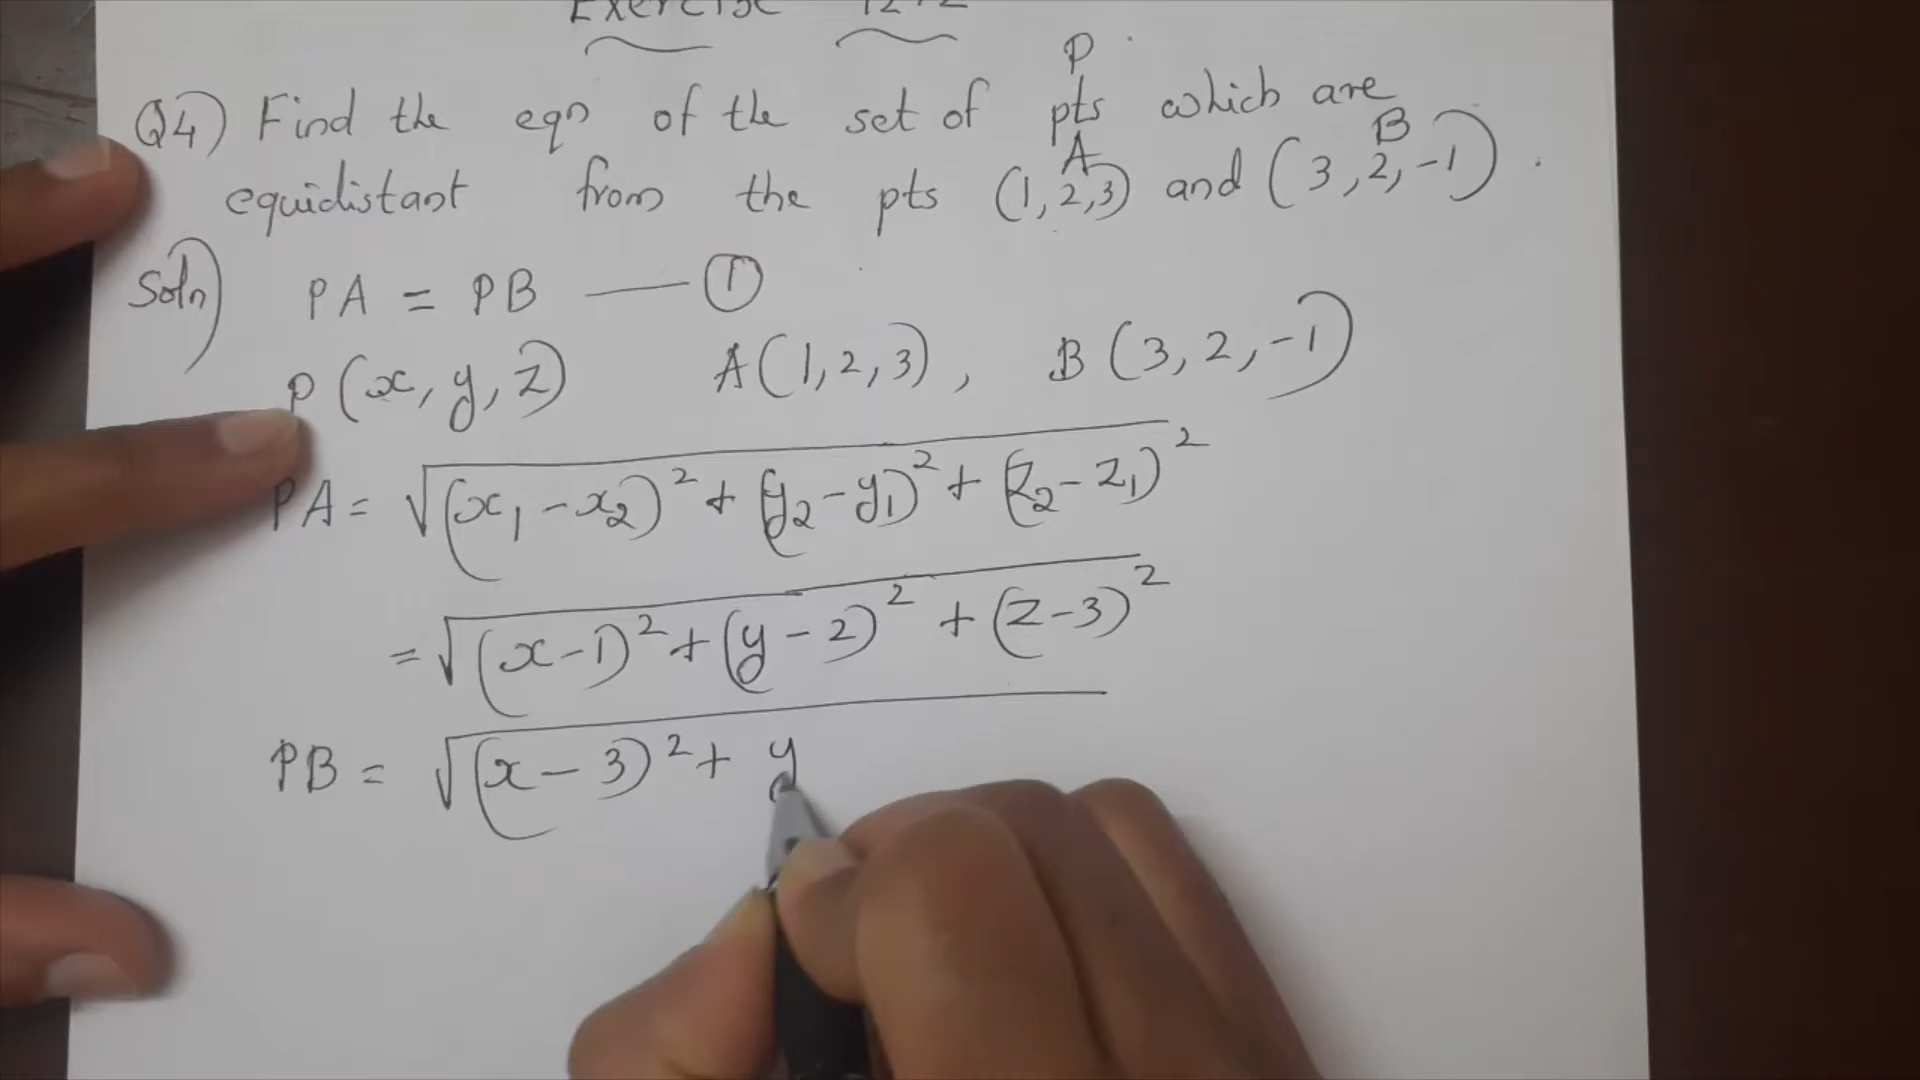 Exercise 12.2
P
Q4) Find the eqn of the set of pts which are
A B
equidistant from the pts (1,2,3) and (3,2,-1).
Soln) PA = PB —— ①
P(x,y,z) A(1,2,3), B(3,2,-1)
PA = √(x₁-x₂)² + (y₂-y₁)² + (z₂-z₁)²
= √(x-1)² + (y-2)² + (z-3)²
PB = √(x-3)² + y